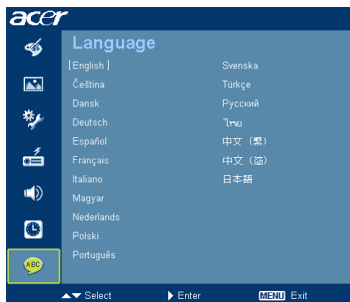 acer
Language
[ English ]
Čeština
Dansk
Deutsch
Español
Français
Italiano
Magyar
Nederlands
Polski
Português
Svenska
Türkçe
Русский
ไทย
中文 (繁)
中文 (简)
日本語
ABC
Select Enter MENU Exit